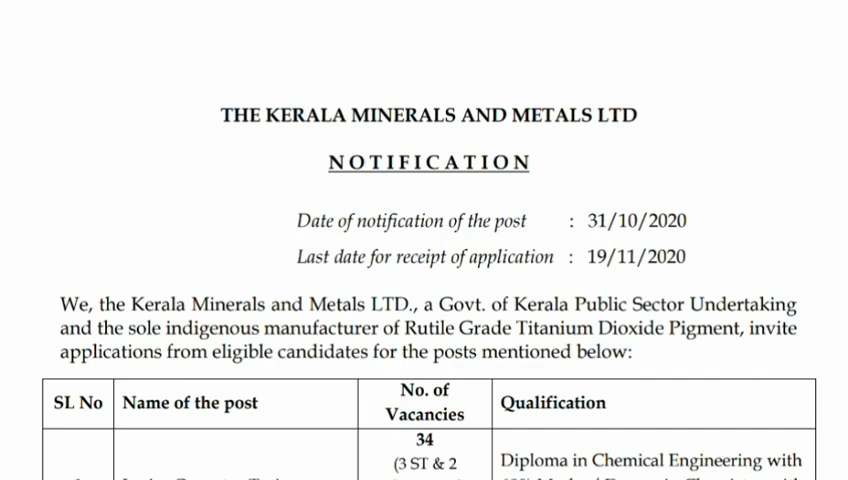 THE KERALA MINERALS AND METALS LTD
NOTIFICATION
Date of notification of the post : 31/10/2020
Last date for receipt of application : 19/11/2020
We, the Kerala Minerals and Metals LTD., a Govt. of Kerala Public Sector Undertaking
and the sole indigenous manufacturer of Rutile Grade Titanium Dioxide Pigment, invite
applications from eligible candidates for the posts mentioned below:
SL No Name of the post No. of Vacancies Qualification
34
(3 ST & 2 Diploma in Chemical Engineering with